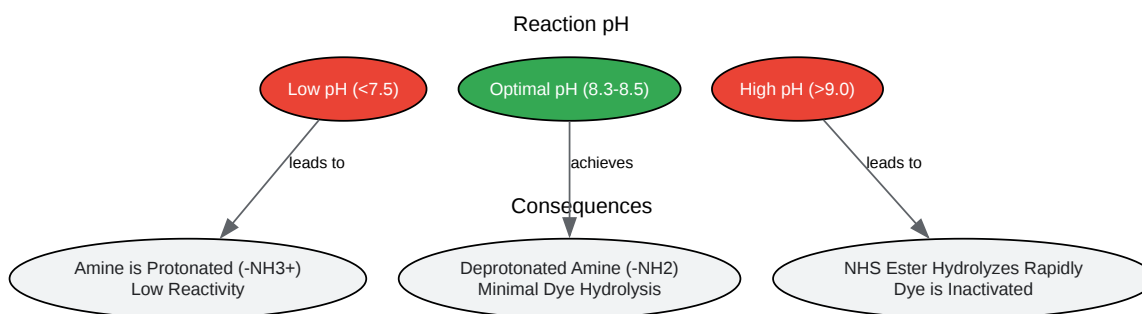 Reaction pH
Low pH (<7.5)
Optimal pH (8.3-8.5)
High pH (>9.0)
leads to
achieves
leads to
Consequences
Amine is Protonated (-NH3+)
Low Reactivity
Deprotonated Amine (-NH2)
Minimal Dye Hydrolysis
NHS Ester Hydrolyzes Rapidly
Dye is Inactivated